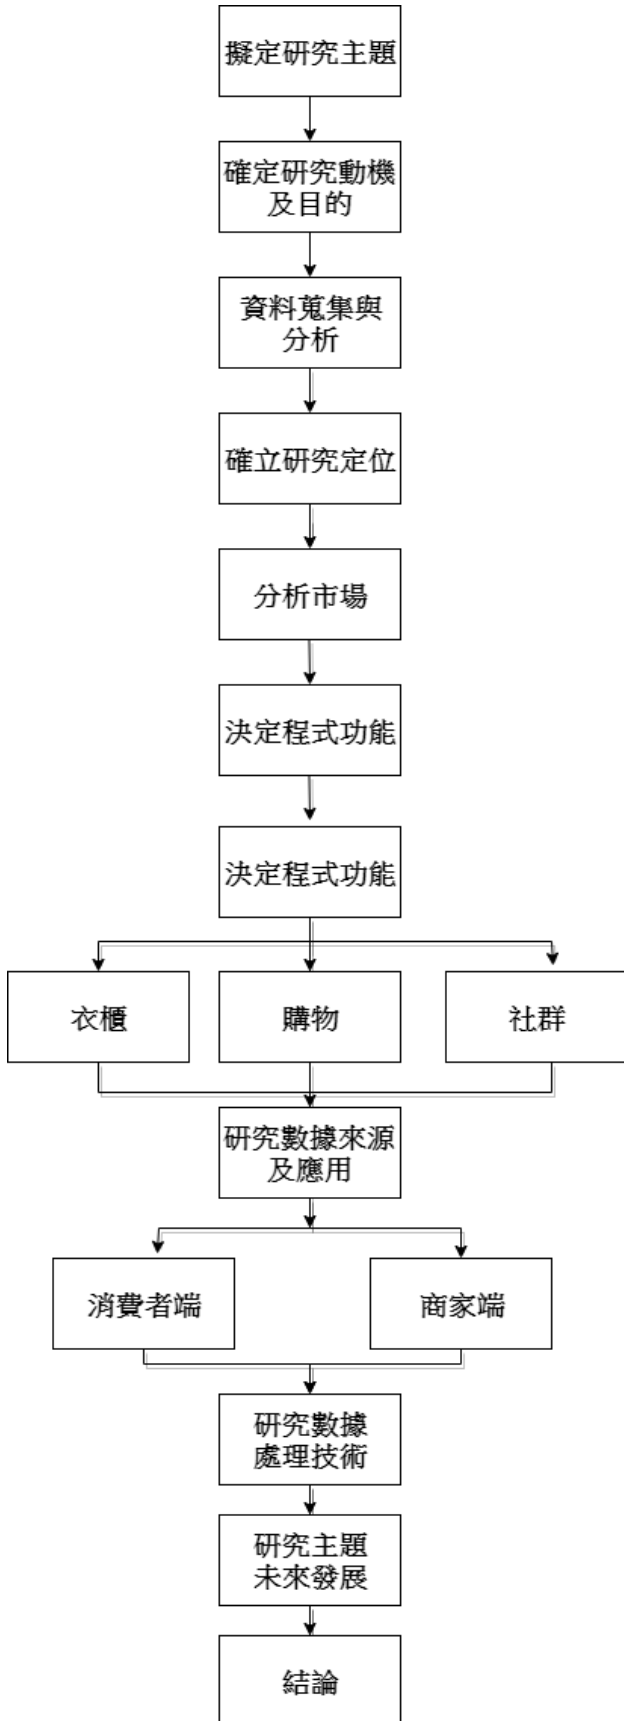 擬定研究主題
確定研究動機
及目的
資料蒐集與
分析
確立研究定位
分析市場
決定程式功能
決定程式功能
衣櫃
購物
社群
研究數據來源
及應用
消費者端
商家端
研究數據
處理技術
研究主題
未來發展
結論